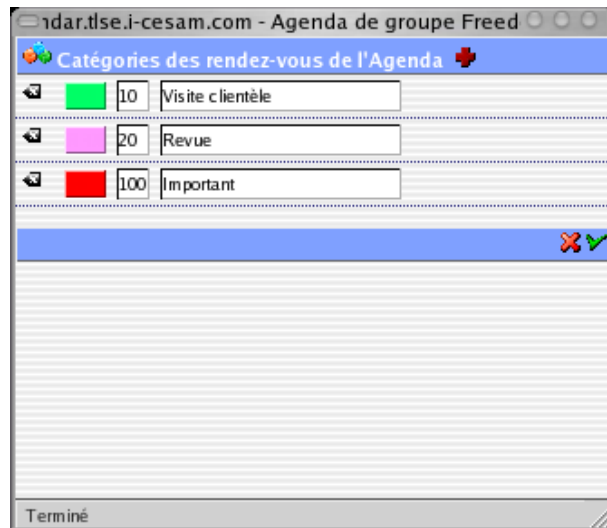 ndar.tlse.i-cesam.com - Agenda de groupe Freed
Catégories des rendez-vous de l'Agenda
10 Visite clientèle
20 Revue
100 Important
Terminé